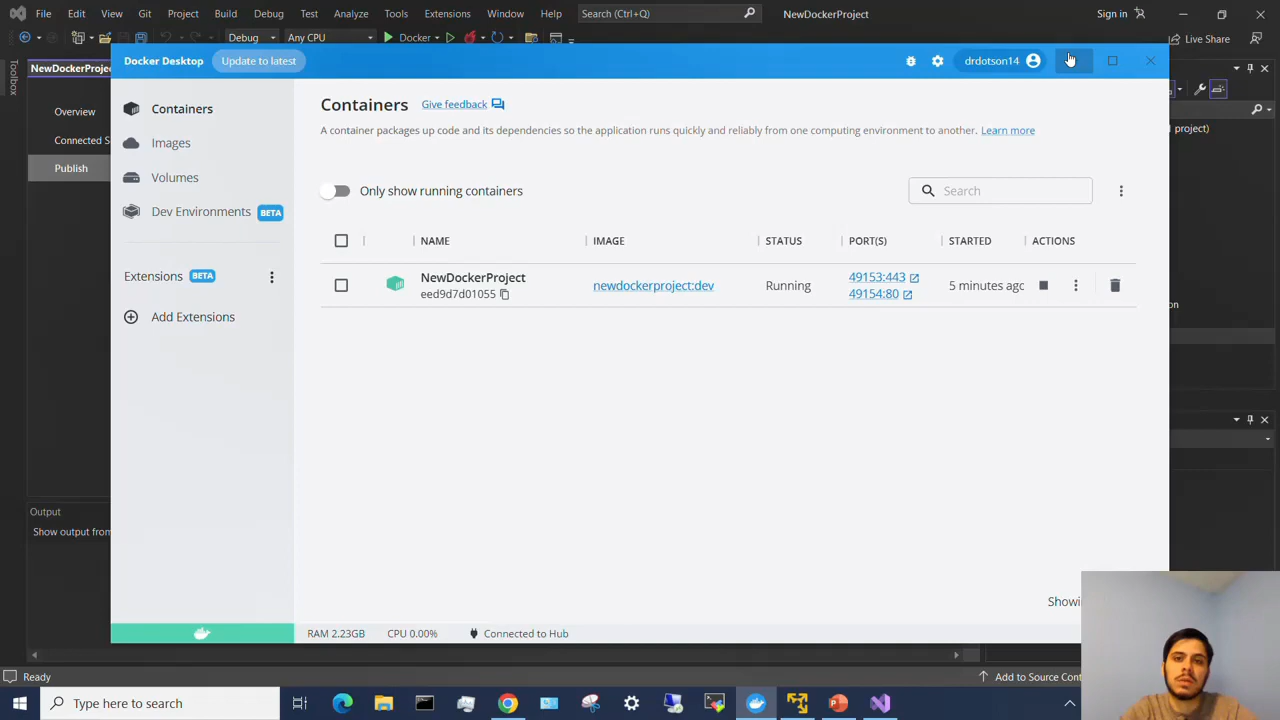 File Edit View Git Project Build Debug Test Analyze Tools Extensions Window Help Search (Ctrl+Q) NewDockerProject Sign in
Debug Any CPU Docker Live Share
Toolbox
NewDockerProjec
Overview
Connected S
Publish
Output
Show output from
project)
on
Docker Desktop Update to latest drdotson14
Containers
Images
Volumes
Dev Environments BETA
Extensions BETA
Add Extensions
Containers Give feedback
A container packages up code and its dependencies so the application runs quickly and reliably from one computing environment to another. Learn more
Only show running containers Search
NAME IMAGE STATUS PORT(S) STARTED ACTIONS
NewDockerProject newdockerproject:dev Running 49153:443 5 minutes ago
eed9d7d01055 49154:80
Showi
RAM 2.23GB CPU 0.00% Connected to Hub
Ready Add to Source Cont
Type here to search